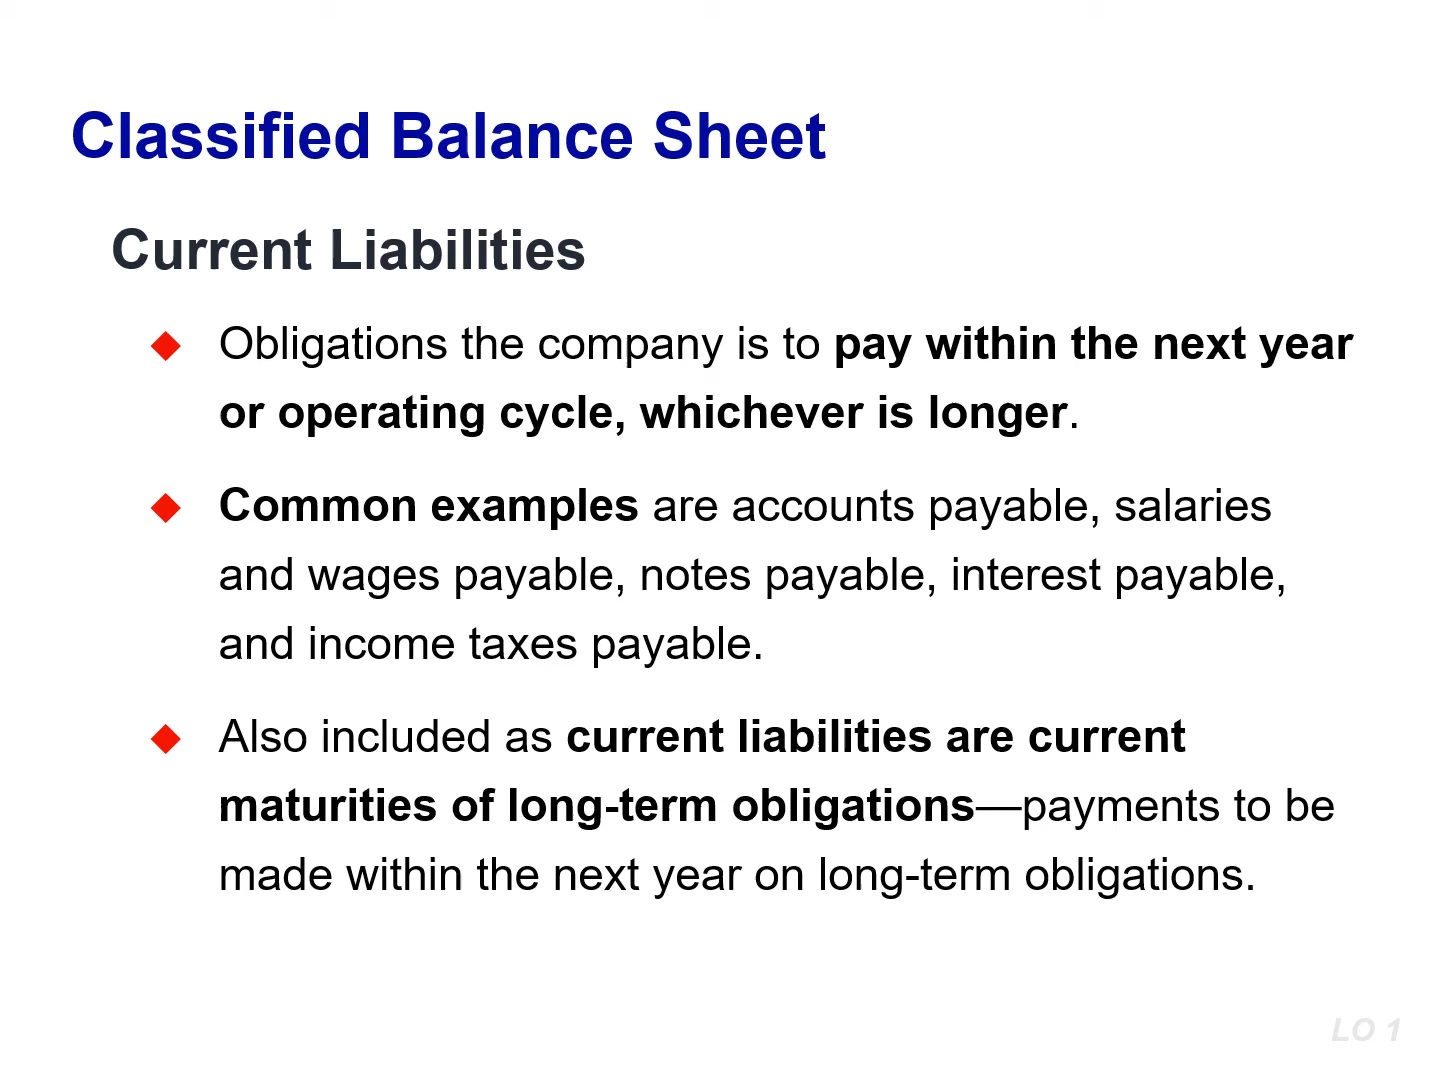 Classified Balance Sheet
Current Liabilities
Obligations the company is to pay within the next year
or operating cycle, whichever is longer.
Common examples are accounts payable, salaries
and wages payable, notes payable, interest payable,
and income taxes payable.
Also included as current liabilities are current
maturities of long-term obligations—payments to be
made within the next year on long-term obligations.
LO 1